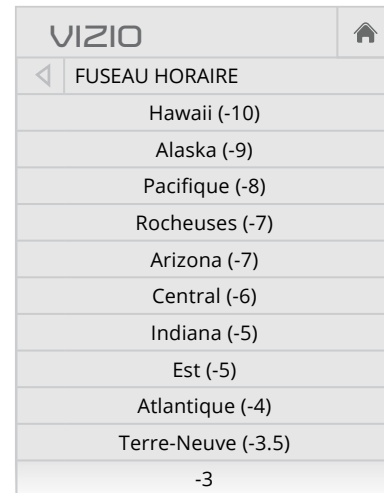 VIZIO
FUSEAU HORAIRE
Hawaii (-10)
Alaska (-9)
Pacifique (-8)
Rocheuses (-7)
Arizona (-7)
Central (-6)
Indiana (-5)
Est (-5)
Atlantique (-4)
Terre-Neuve (-3.5)
-3